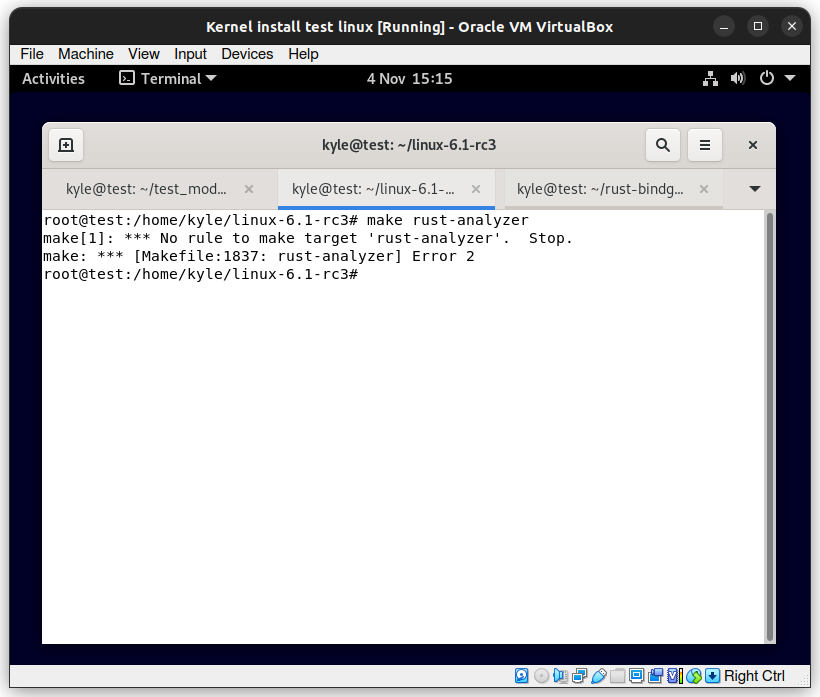 Kernel install test linux [Running] - Oracle VM VirtualBox
File Machine View Input Devices Help
Activities Terminal 4 Nov 15:15
kyle@test: ~/linux-6.1-rc3
kyle@test: ~/test_mod... kyle@test: ~/linux-6.1-... kyle@test: ~/rust-bindg...
root@test:/home/kyle/linux-6.1-rc3# make rust-analyzer
make[1]: *** No rule to make target 'rust-analyzer'.  Stop.
make: *** [Makefile:1837: rust-analyzer] Error 2
root@test:/home/kyle/linux-6.1-rc3#
Right Ctrl